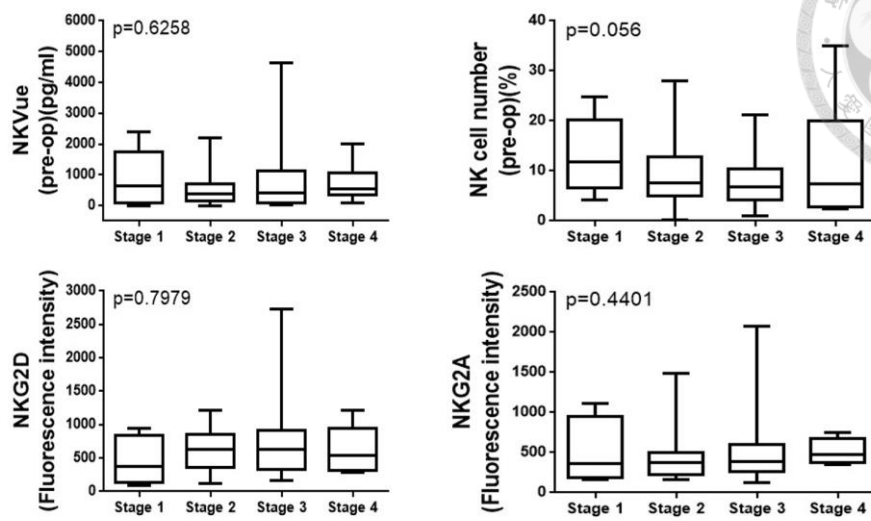 NKVue
(pre-op)(pg/ml)
p=0.6258
6000
5000
4000
3000
2000
1000
0
Stage 1 Stage 2 Stage 3 Stage 4
NK cell number
(pre-op)(%)
p=0.056
40
30
20
10
0
Stage 1 Stage 2 Stage 3 Stage 4
NKG2D
(Fluorescence intensity)
p=0.7979
3000
2500
2000
1500
1000
500
0
Stage 1 Stage 2 Stage 3 Stage 4
NKG2A
(Fluorescence intensity)
p=0.4401
2500
2000
1500
1000
500
0
Stage 1 Stage 2 Stage 3 Stage 4